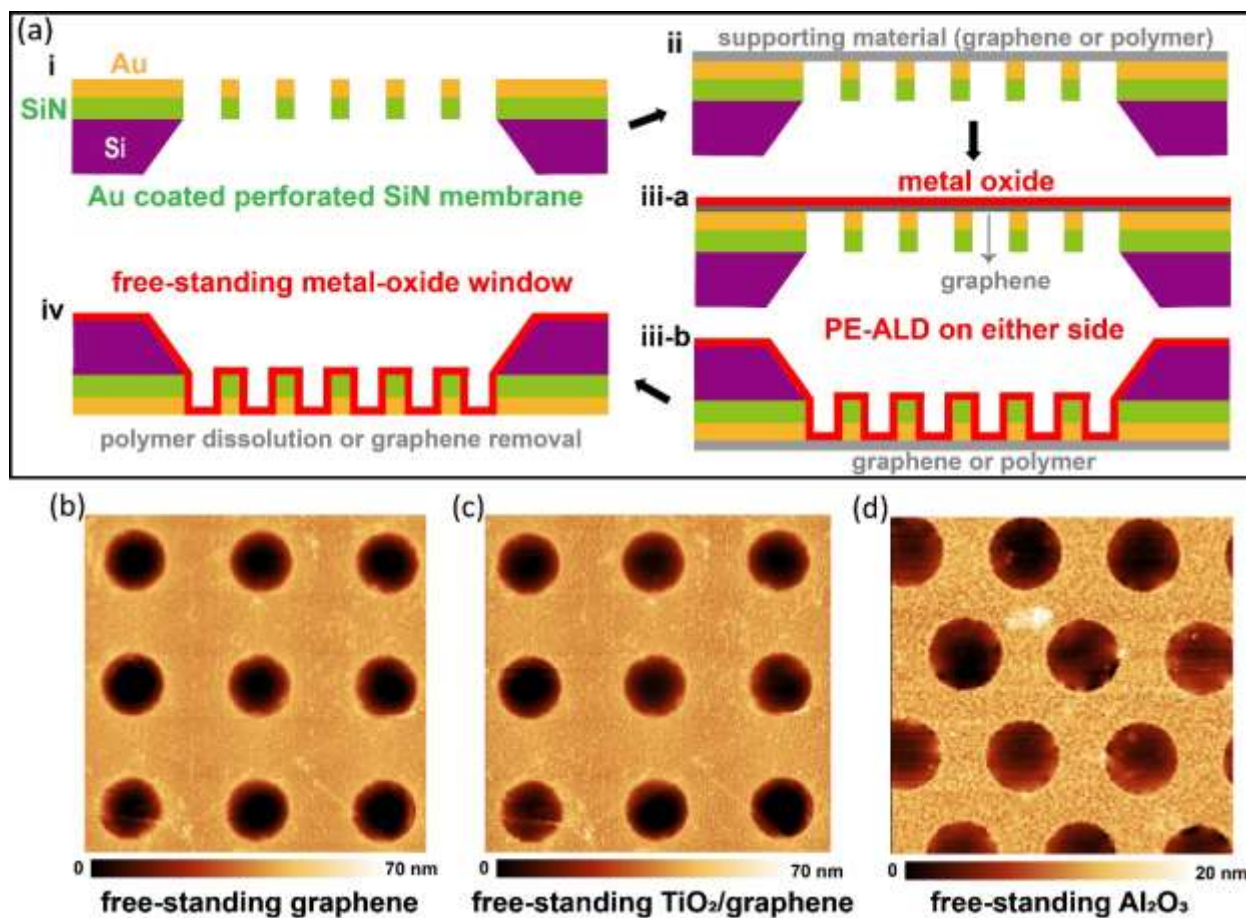 (a)
i
Au
SiN
Si
Au coated perforated SiN membrane
ii
supporting material (graphene or polymer)
metal oxide
iii-a
graphene
free-standing metal-oxide window
iv
polymer dissolution or graphene removal
PE-ALD on either side
iii-b
graphene or polymer
(b)
0 70 nm
free-standing graphene
(c)
0 70 nm
free-standing TiO₂/graphene
(d)
0 20 nm
free-standing Al₂O₃